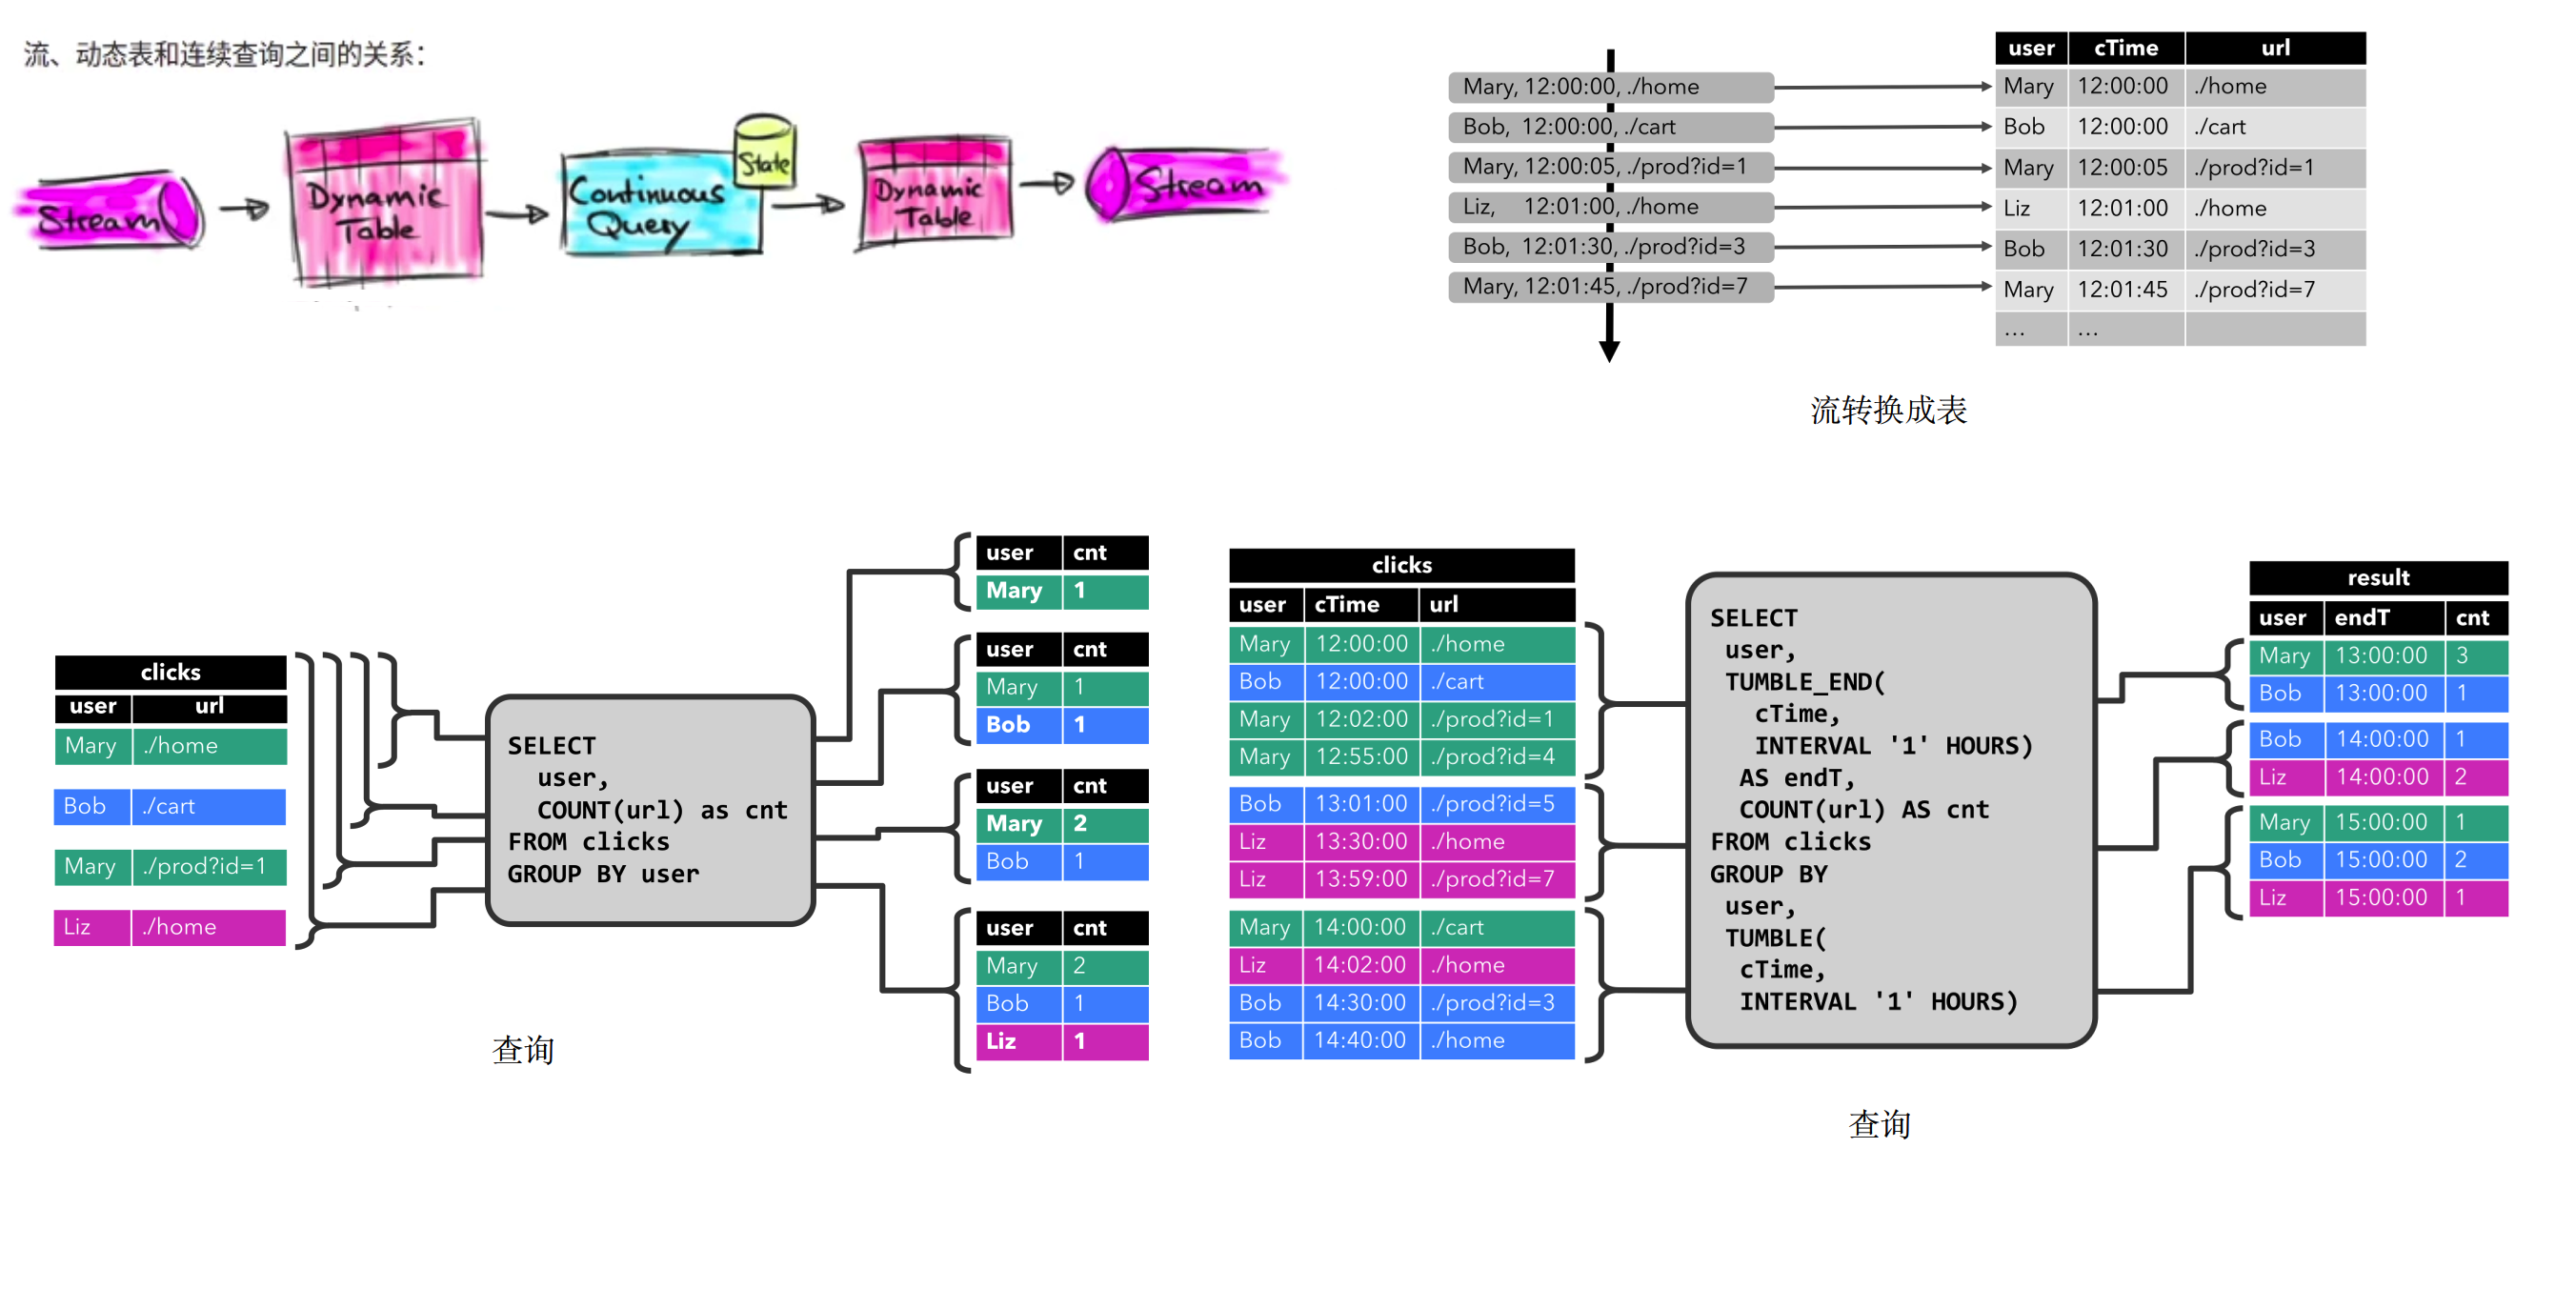 流、动态表和连续查询之间的关系：
Stream
Dynamic
Table
Continuous
Query
State
Dynamic
Table
Stream
Mary, 12:00:00, ./home
Bob, 12:00:00, ./cart
Mary, 12:00:05, ./prod?id=1
Liz, 12:01:00, ./home
Bob, 12:01:30, ./prod?id=3
Mary, 12:01:45, ./prod?id=7
user cTime url
Mary 12:00:00 ./home
Bob 12:00:00 ./cart
Mary 12:00:05 ./prod?id=1
Liz 12:01:00 ./home
Bob 12:01:30 ./prod?id=3
Mary 12:01:45 ./prod?id=7
... ...
流转换成表
clicks
user url
Mary ./home
Bob ./cart
Mary ./prod?id=1
Liz ./home
SELECT
user,
COUNT(url) as cnt
FROM clicks
GROUP BY user
user cnt
Mary 1
user cnt
Mary 1
Bob 1
user cnt
Mary 2
Bob 1
user cnt
Mary 2
Bob 1
Liz 1
查询
clicks
user cTime url
Mary 12:00:00 ./home
Bob 12:00:00 ./cart
Mary 12:02:00 ./prod?id=1
Mary 12:55:00 ./prod?id=4
Bob 13:01:00 ./prod?id=5
Liz 13:30:00 ./home
Liz 13:59:00 ./prod?id=7
Mary 14:00:00 ./cart
Liz 14:02:00 ./home
Bob 14:30:00 ./prod?id=3
Bob 14:40:00 ./home
SELECT
user,
TUMBLE_END(
cTime,
INTERVAL '1' HOURS)
AS endT,
COUNT(url) AS cnt
FROM clicks
GROUP BY
user,
TUMBLE(
cTime,
INTERVAL '1' HOURS)
result
user endT cnt
Mary 13:00:00 3
Bob 13:00:00 1
Bob 14:00:00 1
Liz 14:00:00 2
Mary 15:00:00 1
Bob 15:00:00 2
Liz 15:00:00 1
查询